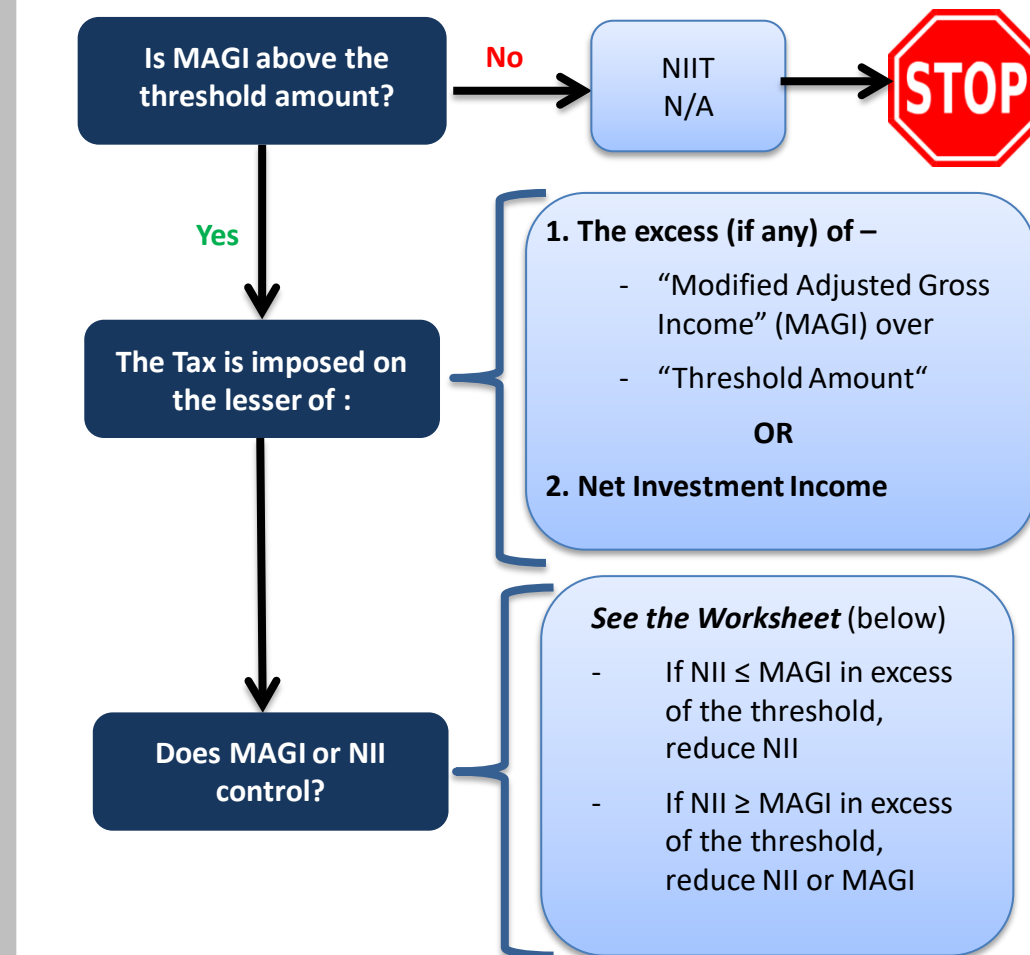 Is MAGI above the
threshold amount?
No
NIIT
N/A
STOP
Yes
1. The excess (if any) of –
- “Modified Adjusted Gross
Income” (MAGI) over
- “Threshold Amount“
OR
2. Net Investment Income
The Tax is imposed on
the lesser of :
See the Worksheet (below)
- If NII ≤ MAGI in excess
of the threshold,
reduce NII
- If NII ≥ MAGI in excess
of the threshold,
reduce NII or MAGI
Does MAGI or NII
control?